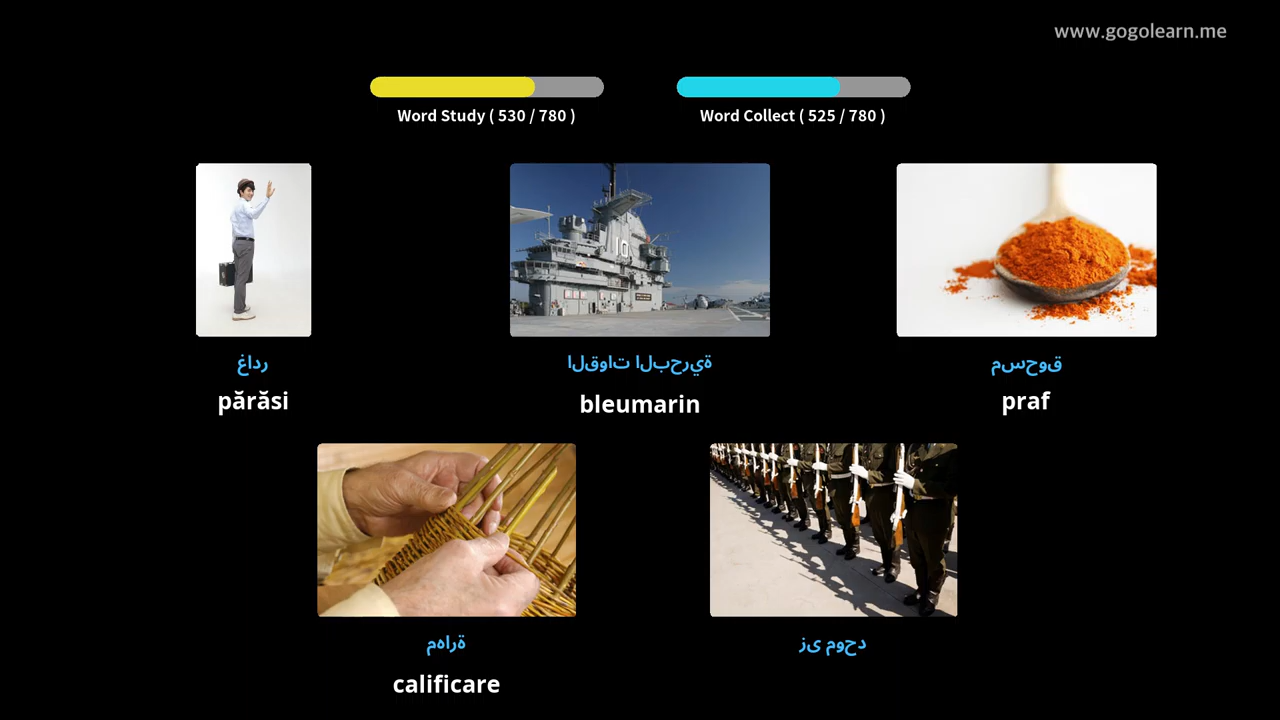 www.gogolearn.me
Word Study ( 530 / 780 )
Word Collect ( 525 / 780 )
غادر
القوات البحرية
مسحوق
părăsi
bleumarin
praf
مهارة
زى موحد
calificare